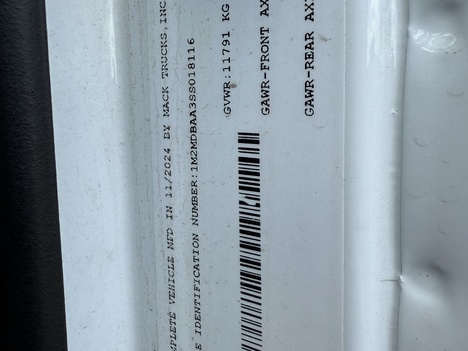 MPLETE VEHICLE MFD IN 11/2024 BY MACK TRUCKS,INC
E IDENTIFICATION NUMBER:1M2MDBAA3SS018116
GVWR:11791 KG
GAWR-FRONT AX
GAWR-REAR AX